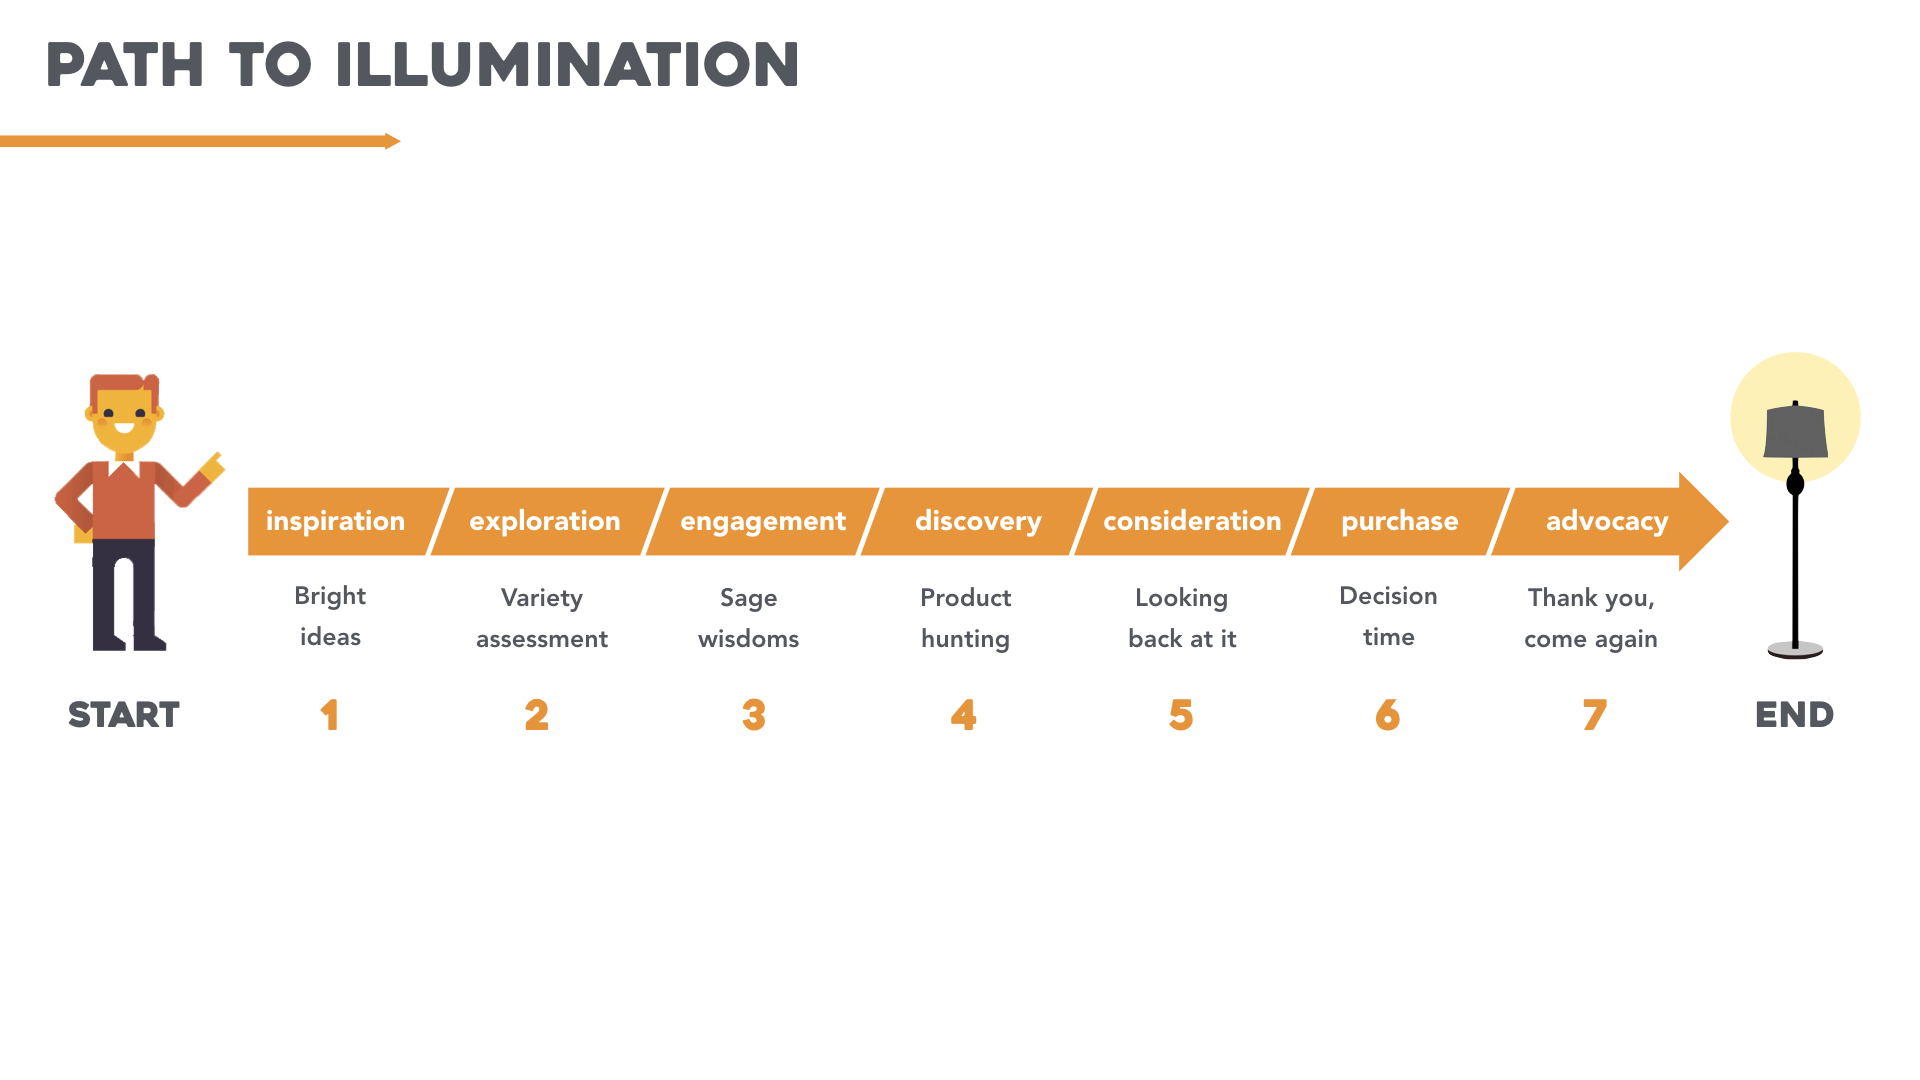 PATH TO ILLUMINATION
inspiration
exploration
engagement
discovery
consideration
purchase
advocacy
Bright
ideas
Variety
assessment
Sage
wisdoms
Product
hunting
Looking
back at it
Decision
time
Thank you,
come again
START
1
2
3
4
5
6
7
END